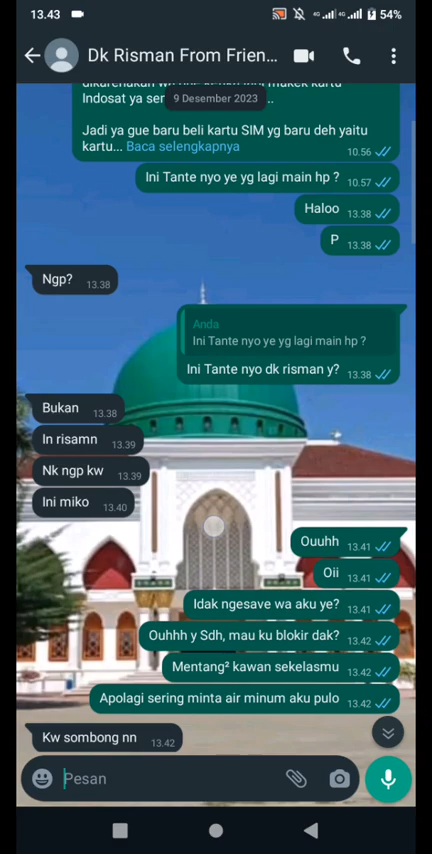 13.43
4G
4G
54%
Dk Risman From Frien...
Indosat ya ser
9 Desember 2023
..
Jadi ya gue baru beli kartu SIM yg baru deh yaitu
kartu... Baca selengkapnya
10.56
Ini Tante nyo ye yg lagi main hp ?
10.57
Haloo
13.38
P
13.38
Ngp?
13.38
Anda
Ini Tante nyo ye yg lagi main hp ?
Ini Tante nyo dk risman y?
13.38
Bukan
13.38
In risamn
13.39
Nk ngp kw
13.39
Ini miko
13.40
Ouuhh
13.41
Oii
13.41
Idak ngesave wa aku ye?
13.41
Ouhhh y Sdh, mau ku blokir dak?
13.42
Mentang² kawan sekelasmu
13.42
Apolagi sering minta air minum aku pulo
13.42
Kw sombong nn
13.42
Pesan